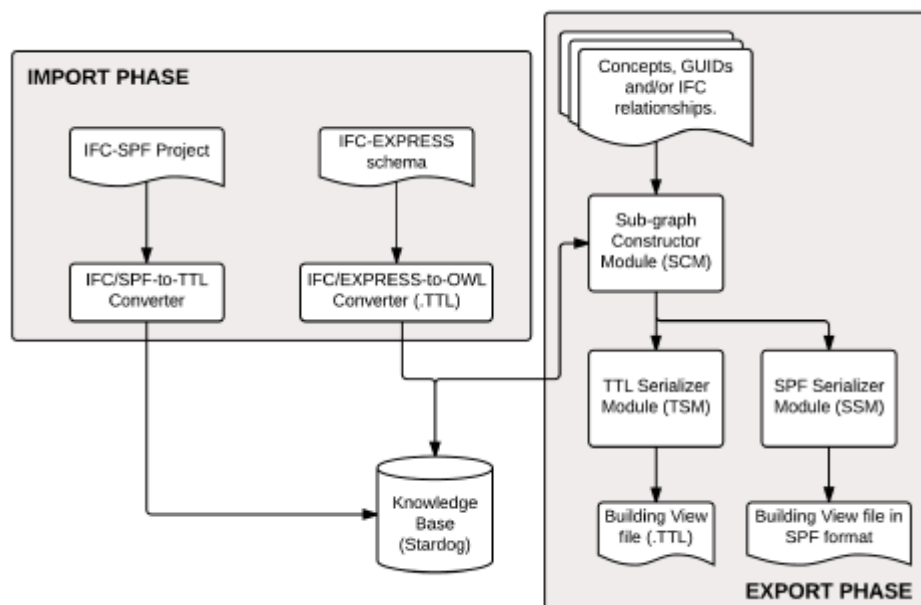 IMPORT PHASE
IFC-SPF Project
IFC-EXPRESS
schema
IFC/SPF-to-TTL
Converter
IFC/EXPRESS-to-OWL
Converter (.TTL)
Knowledge
Base
(Stardog)
Concepts, GUIDs
and/or IFC
relationships.
Sub-graph
Constructor
Module (SCM)
TTL Serializer
Module (TSM)
SPF Serializer
Module (SSM)
Building View
file (.TTL)
Building View file in
SPF format
EXPORT PHASE